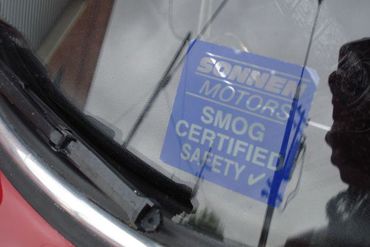 SONNEN
MOTORS
SMOG
CERTIFIED
SAFETY ✓